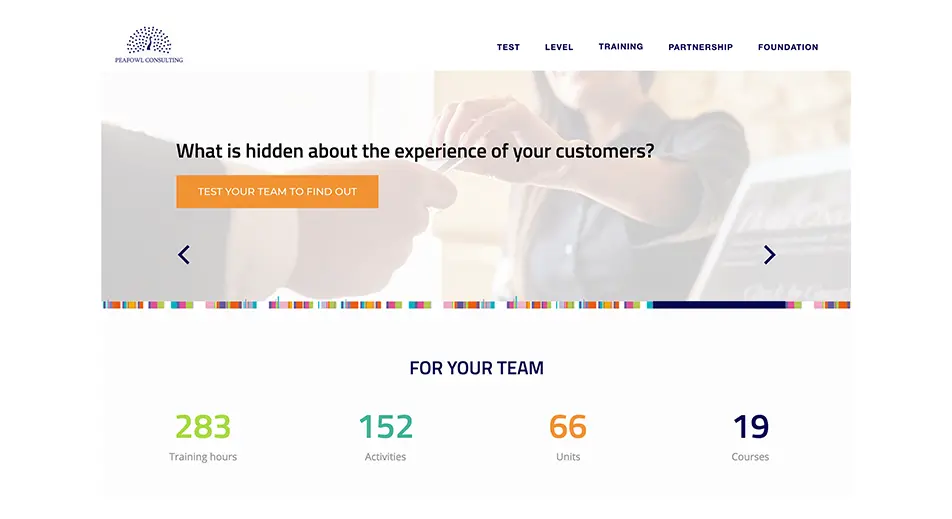 PEAFOWL CONSULTING
TEST LEVEL TRAINING PARTNERSHIP FOUNDATION
What is hidden about the experience of your customers?
TEST YOUR TEAM TO FIND OUT
FOR YOUR TEAM
283 152 66 19
Training hours Activities Units Courses